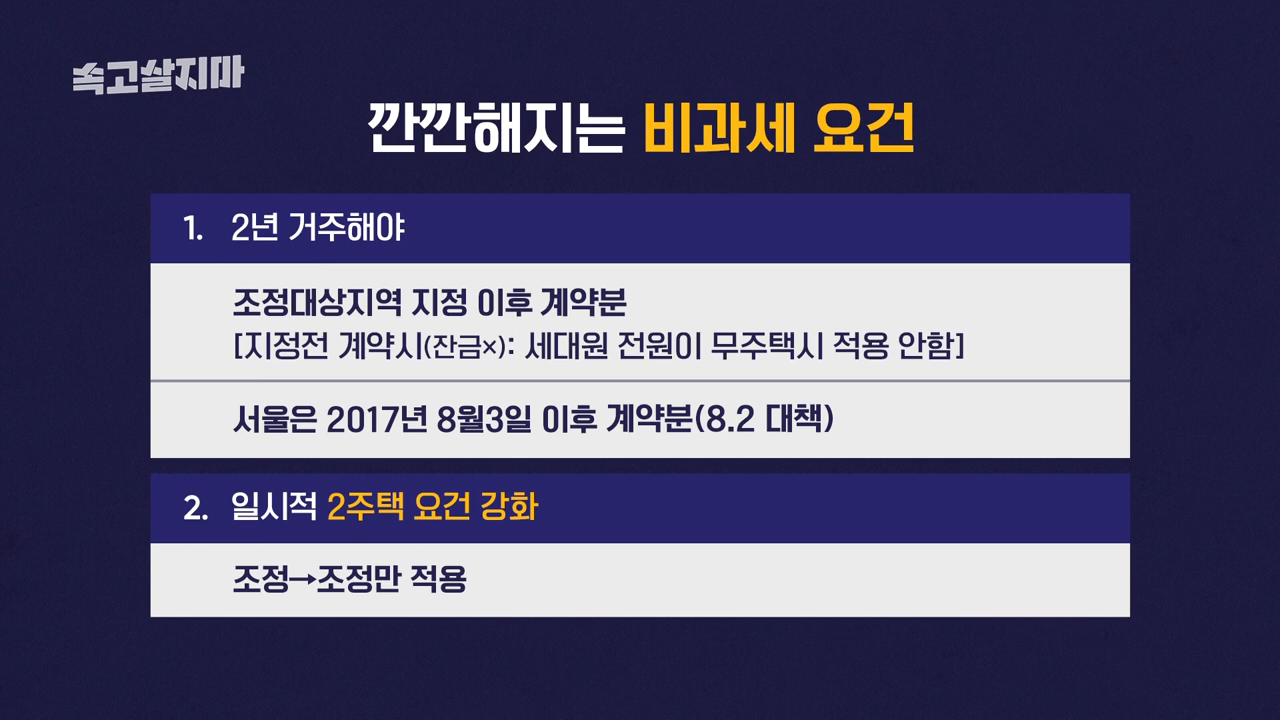 속고살지마
깐깐해지는 비과세 요건
1. 2년 거주해야
조정대상지역 지정 이후 계약분
[지정전 계약시(잔금×): 세대원 전원이 무주택시 적용 안함]
서울은 2017년 8월3일 이후 계약분(8.2 대책)
2. 일시적 2주택 요건 강화
조정→조정만 적용